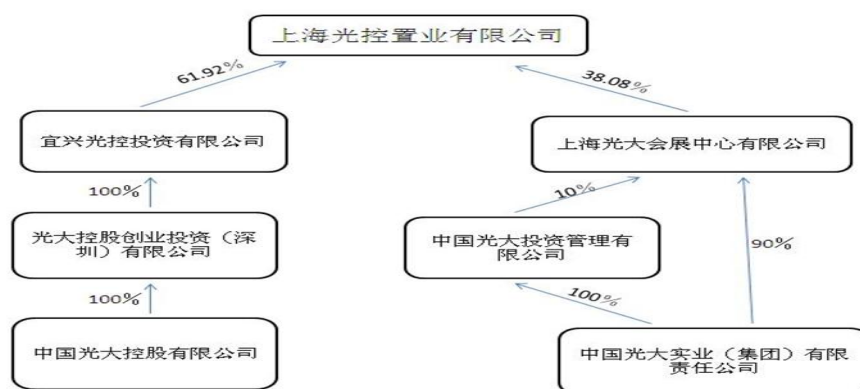 上海光控置业有限公司
61.92%
38.08%
宜兴光控投资有限公司
上海光大会展中心有限公司
100%
10%
光大控股创业投资（深
圳）有限公司
中国光大投资管理有
限公司
90%
100%
100%
中国光大控股有限公司
中国光大实业（集团）有限
责任公司